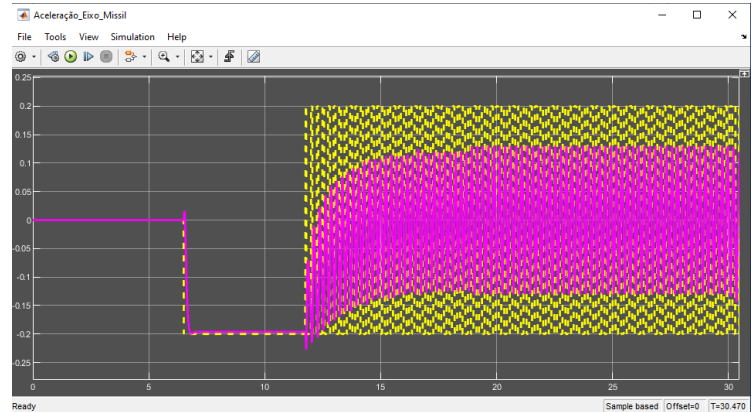 Aceleração_Eixo_Missil
File Tools View Simulation Help
0.25
0.2
0.15
0.1
0.05
0
-0.05
-0.1
-0.15
-0.2
-0.25
0 5 10 15 20 25 30
Ready Sample based Offset=0 T=30.470